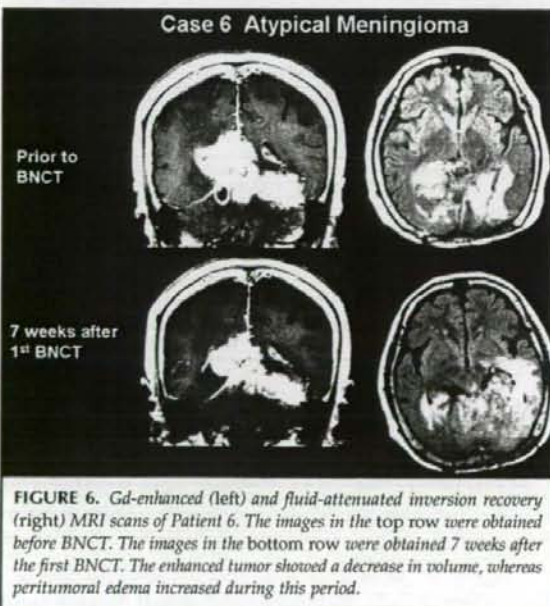 Case 6 Atypical Meningioma
Prior to
BNCT
7 weeks after
1st BNCT
FIGURE 6. Gd-enhanced (left) and fluid-attenuated inversion recovery
(right) MRI scans of Patient 6. The images in the top row were obtained
before BNCT. The images in the bottom row were obtained 7 weeks after
the first BNCT. The enhanced tumor showed a decrease in volume, whereas
peritumoral edema increased during this period.